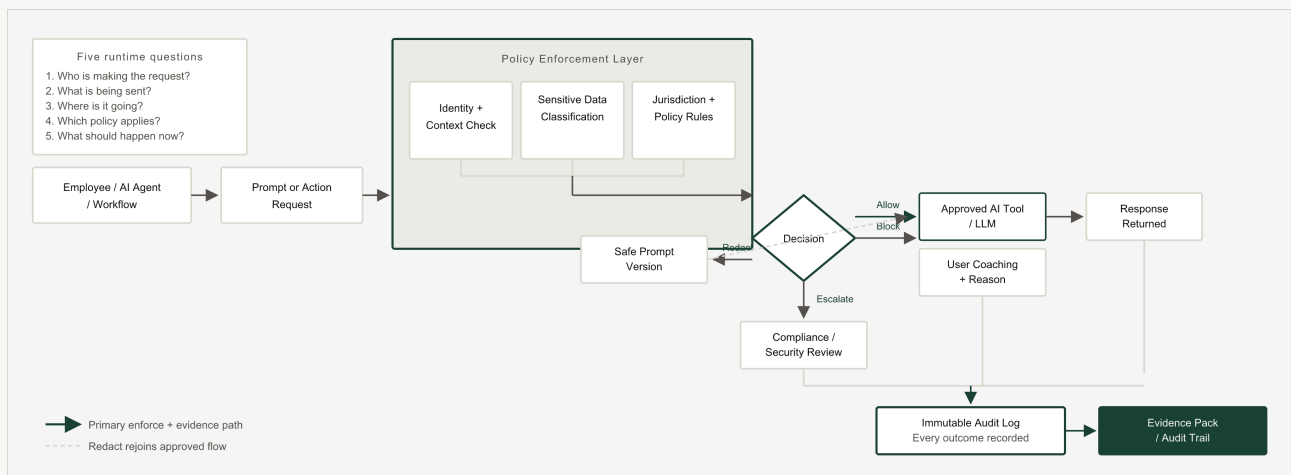 Five runtime questions
1. Who is making the request?
2. What is being sent?
3. Where is it going?
4. Which policy applies?
5. What should happen now?
Employee / AI Agent
/ Workflow
Prompt or Action
Request
Policy Enforcement Layer
Identity +
Context Check
Sensitive Data
Classification
Jurisdiction +
Policy Rules
Safe Prompt
Version
Redact
Decision
Allow
Block
Escalate
Approved AI Tool
/ LLM
Response
Returned
User Coaching
+ Reason
Compliance /
Security Review
Immutable Audit Log
Every outcome recorded
Evidence Pack
/ Audit Trail
Primary enforce + evidence path
Redact rejoins approved flow